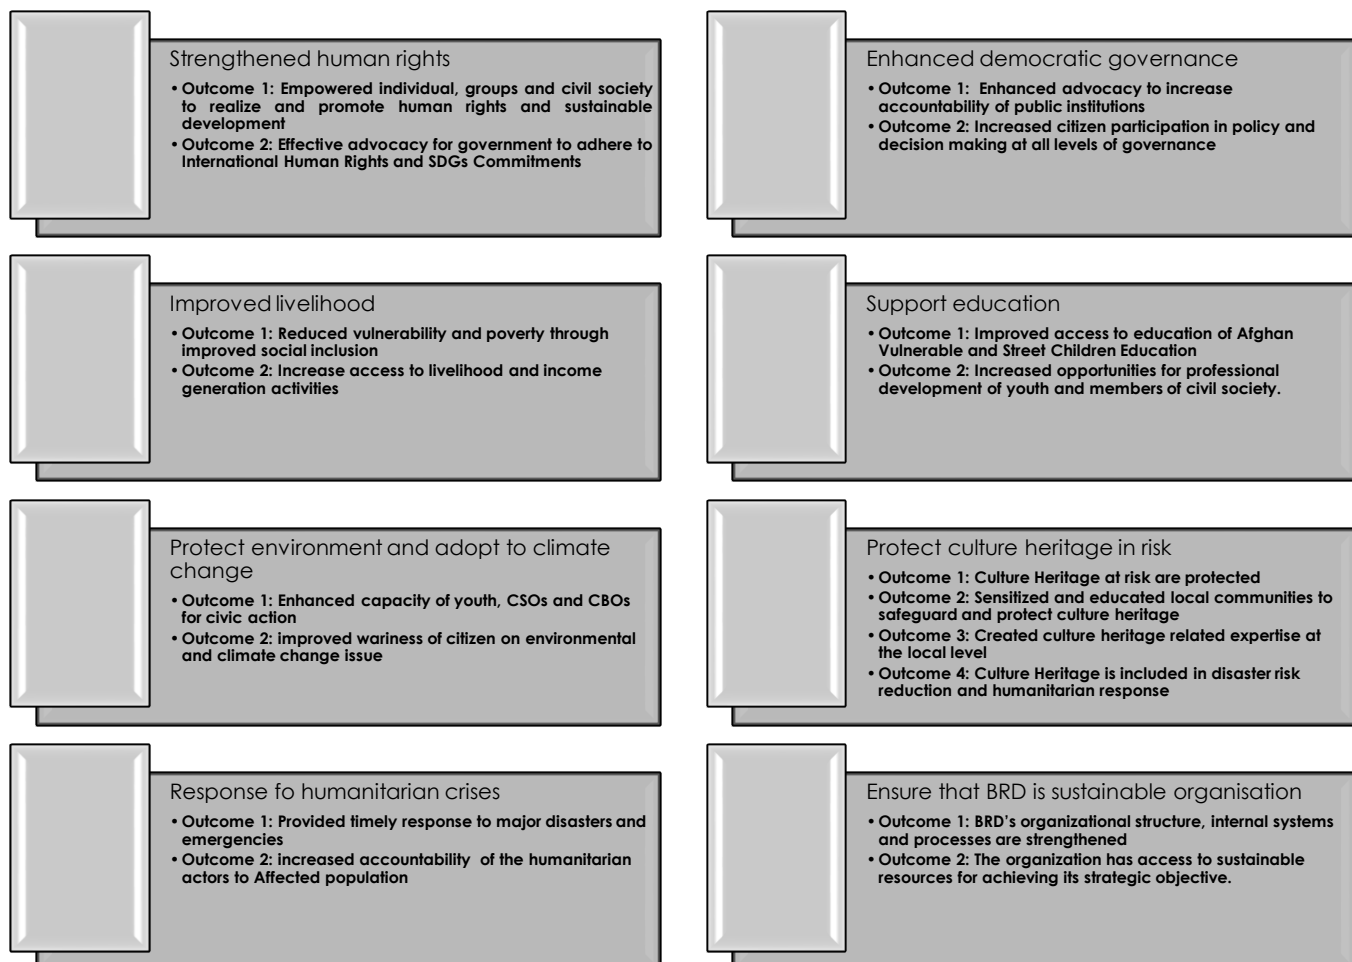 Strengthened human rights
• Outcome 1: Empowered individual, groups and civil society
to realize and promote human rights and sustainable
development
• Outcome 2: Effective advocacy for government to adhere to
International Human Rights and SDGs Commitments
Enhanced democratic governance
• Outcome 1: Enhanced advocacy to increase
accountability of public institutions
• Outcome 2: Increased citizen participation in policy and
decision making at all levels of governance
Improved livelihood
• Outcome 1: Reduced vulnerability and poverty through
improved social inclusion
• Outcome 2: Increase access to livelihood and income
generation activities
Support education
• Outcome 1: Improved access to education of Afghan
Vulnerable and Street Children Education
• Outcome 2: Increased opportunities for professional
development of youth and members of civil society.
Protect environment and adopt to climate
change
• Outcome 1: Enhanced capacity of youth, CSOs and CBOs
for civic action
• Outcome 2: improved wariness of citizen on environmental
and climate change issue
Protect culture heritage in risk
• Outcome 1: Culture Heritage at risk are protected
• Outcome 2: Sensitized and educated local communities to
safeguard and protect culture heritage
• Outcome 3: Created culture heritage related expertise at
the local level
• Outcome 4: Culture Heritage is included in disaster risk
reduction and humanitarian response
Response fo humanitarian crises
• Outcome 1: Provided timely response to major disasters and
emergencies
• Outcome 2: increased accountability of the humanitarian
actors to Affected population
Ensure that BRD is sustainable organisation
• Outcome 1: BRD's organizational structure, internal systems
and processes are strengthened
• Outcome 2: The organization has access to sustainable
resources for achieving its strategic objective.